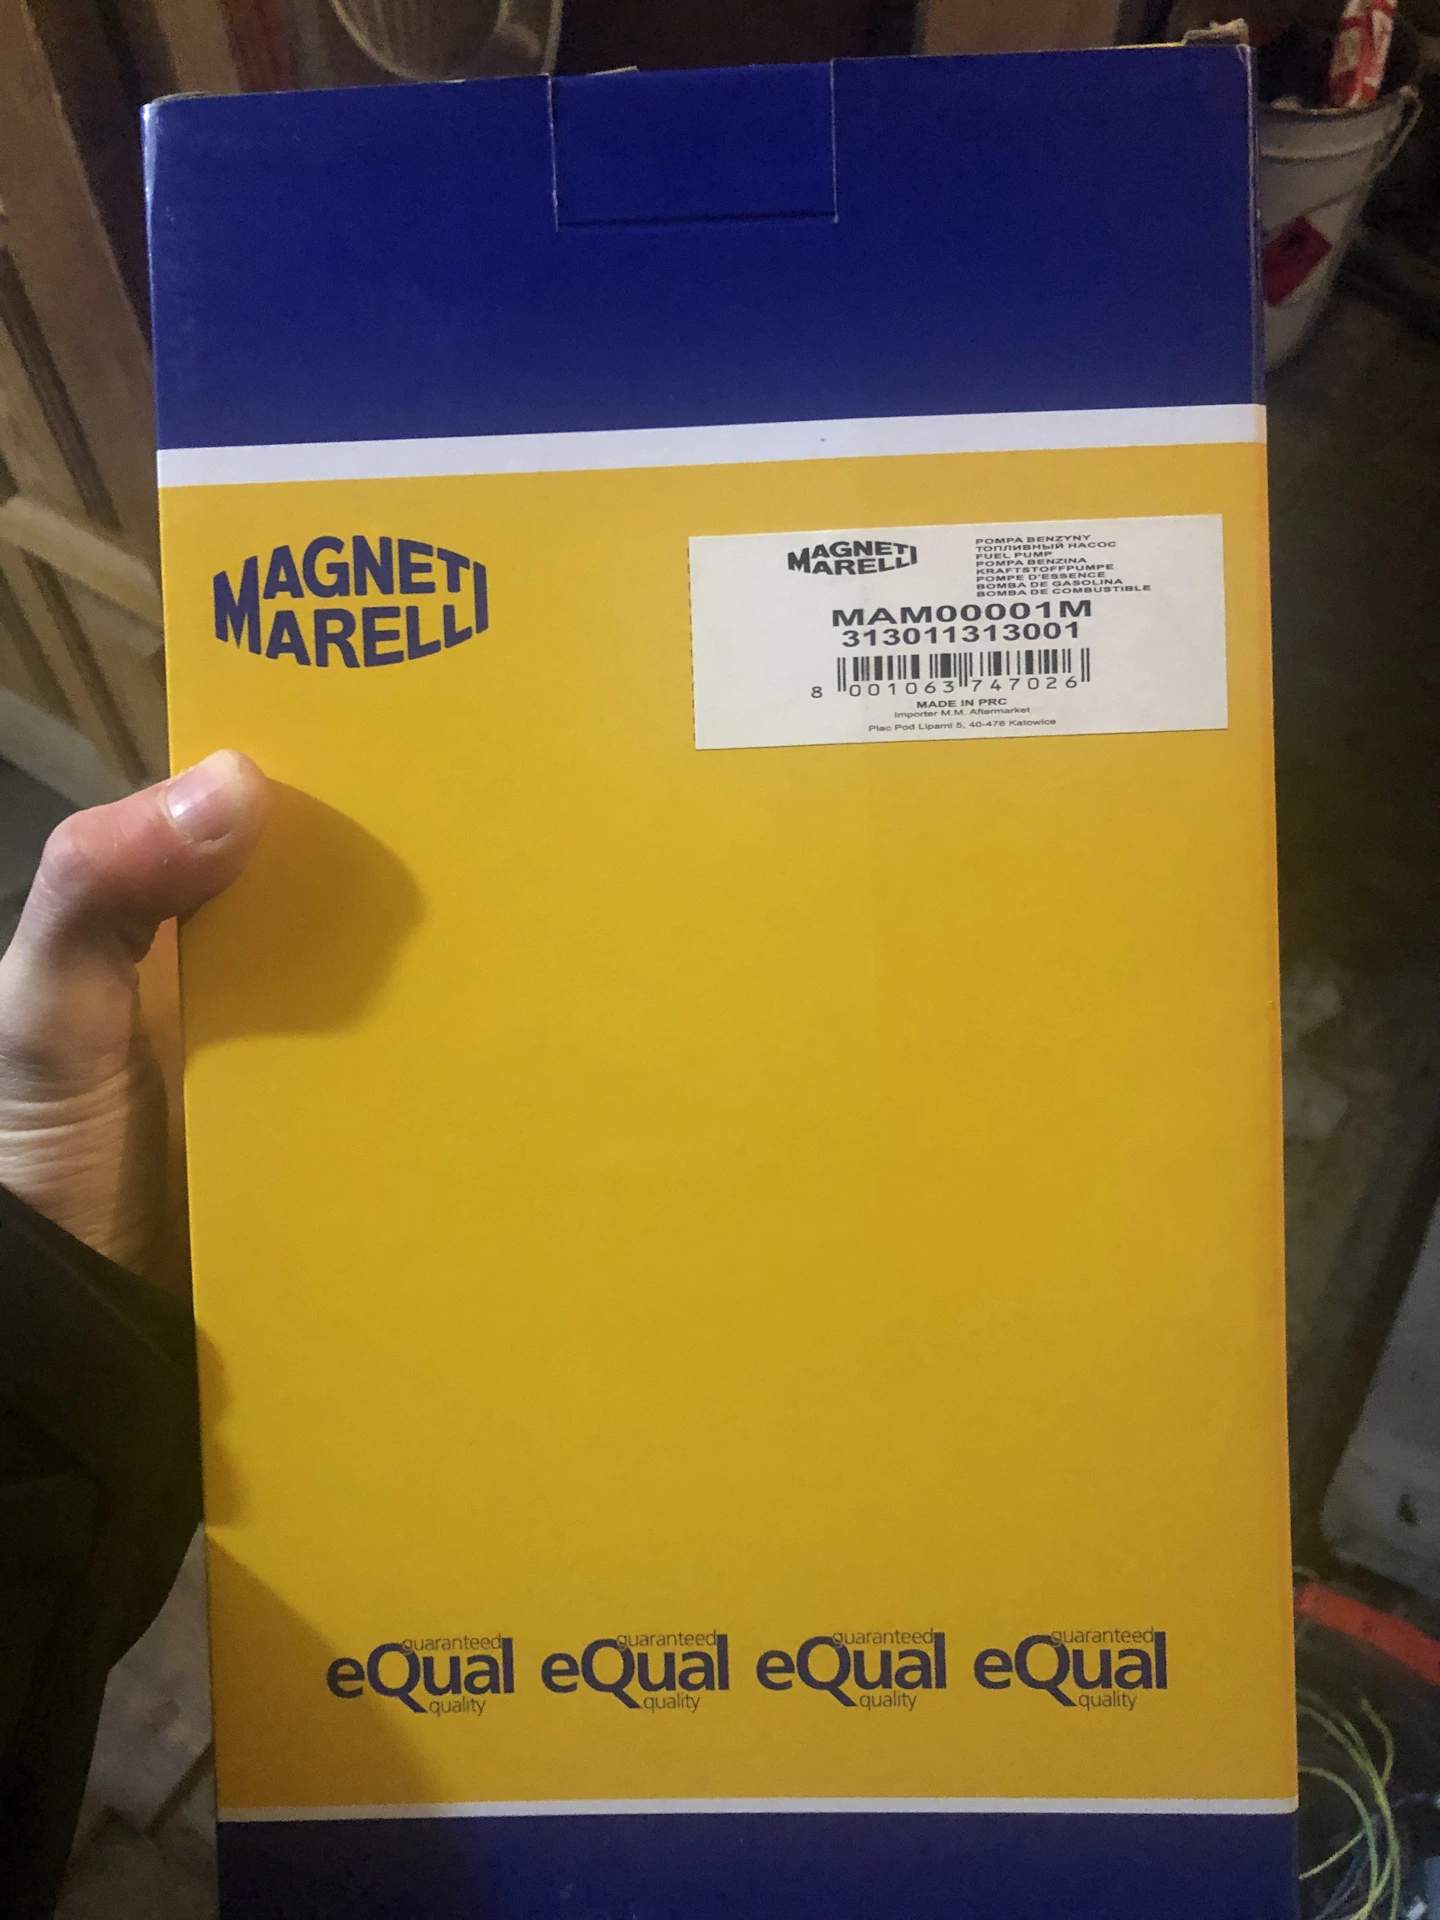 MAGNETI
MARELLI
MAGNETI
MARELLI
POMPA BENZYNY
ТОПЛИВНЫЙ НАСОС
FUEL PUMP
POMPA BENZINA
KRAFTSTOFFPUMPE
POMPE D'ESSENCE
BOMBA DE GASOLINA
BOMBA DE COMBUSTIBLE
MAM00001M
313011313001
8 001063 747026
MADE IN PRC
Importer M.M. Aftermarket
Plac Pod Lipami 5, 40-476 Katowice
guaranteed guaranteed guaranteed guaranteed
eQual eQual eQual eQual
quality quality quality quality